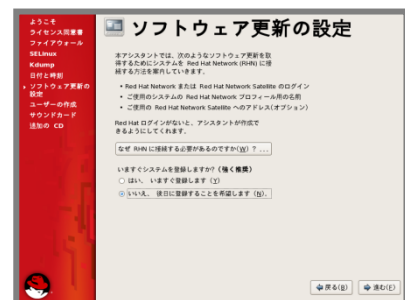 ようこそ
ライセンス同意書
ファイアウォール
SELinux
Kdump
日付と時刻
ソフトウェア更新の
設定
ユーザーの作成
サウンドカード
追加の CD
ソフトウェア更新の設定
本アシスタントでは、次のようなソフトウェア更新を取
得するためにシステムを Red Hat Network (RHN) に接
続する方法を案内していきます。
• Red Hat Network または Red Hat Network Satellite のログイン
• ご使用のシステムの Red Hat Network プロフィール用の名前
• ご使用の Red Hat Network Satellite へのアドレス(オプション)
Red Hat ログインがないと、アシスタントが作成で
きるようにしてくれます。
なぜ RHN に接続する必要があるのですか(W) ? ...
いますぐシステムを登録しますか? (強く推奨)
はい、 いますぐ登録します (Y)
いいえ、 後日に登録することを希望します (N)。
戻る(B)
進む(F)